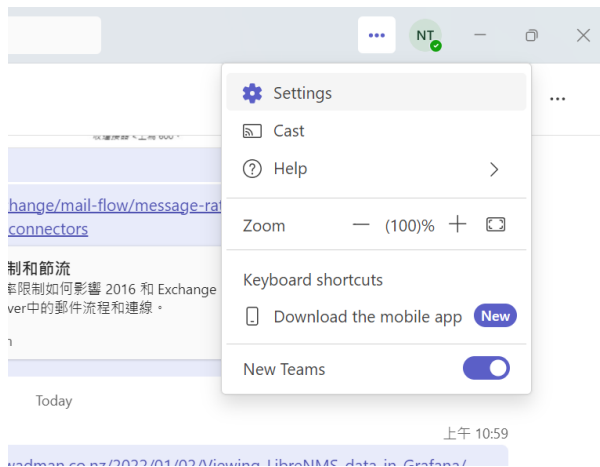 NT
Settings
Cast
Help
Zoom
(100)%
Keyboard shortcuts
Download the mobile app New
New Teams
hange/mail-flow/message-rat
connectors
制和節流
率限制如何影響 2016 和 Exchange
ver中的郵件流程和連線。
Today
上午 10:59
wadman.co.nz/2022/01/02/Viewing-LibreNMS-data-in-Grafana/